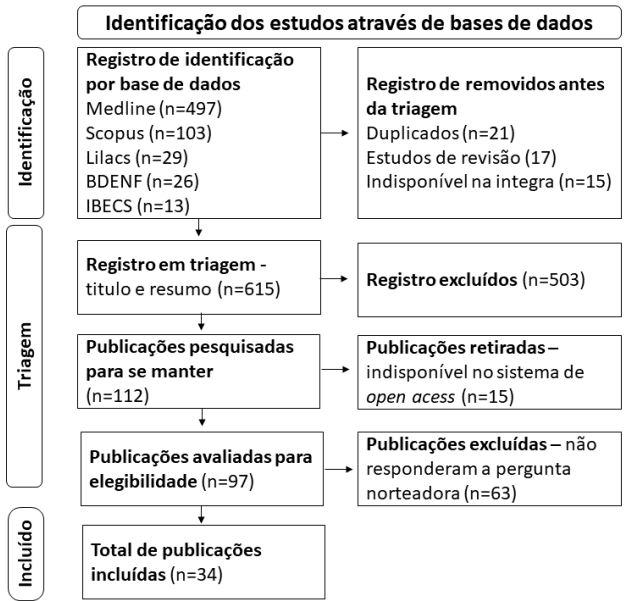 Identificação dos estudos através de bases de dados
Identificação
Registro de identificação
por base de dados
Medline (n=497)
Scopus (n=103)
Lilacs (n=29)
BDENF (n=26)
IBECS (n=13)
Registro de removidos antes
da triagem
Duplicados (n=21)
Estudos de revisão (17)
Indisponível na integra (n=15)
Triagem
Registro em triagem -
titulo e resumo (n=615)
Registro excluídos (n=503)
Publicações pesquisadas
para se manter
(n=112)
Publicações retiradas –
indisponível no sistema de
open acess (n=15)
Publicações avaliadas para
elegibilidade (n=97)
Publicações excluídas – não
responderam a pergunta
norteadora (n=63)
Incluído
Total de publicações
incluídas (n=34)